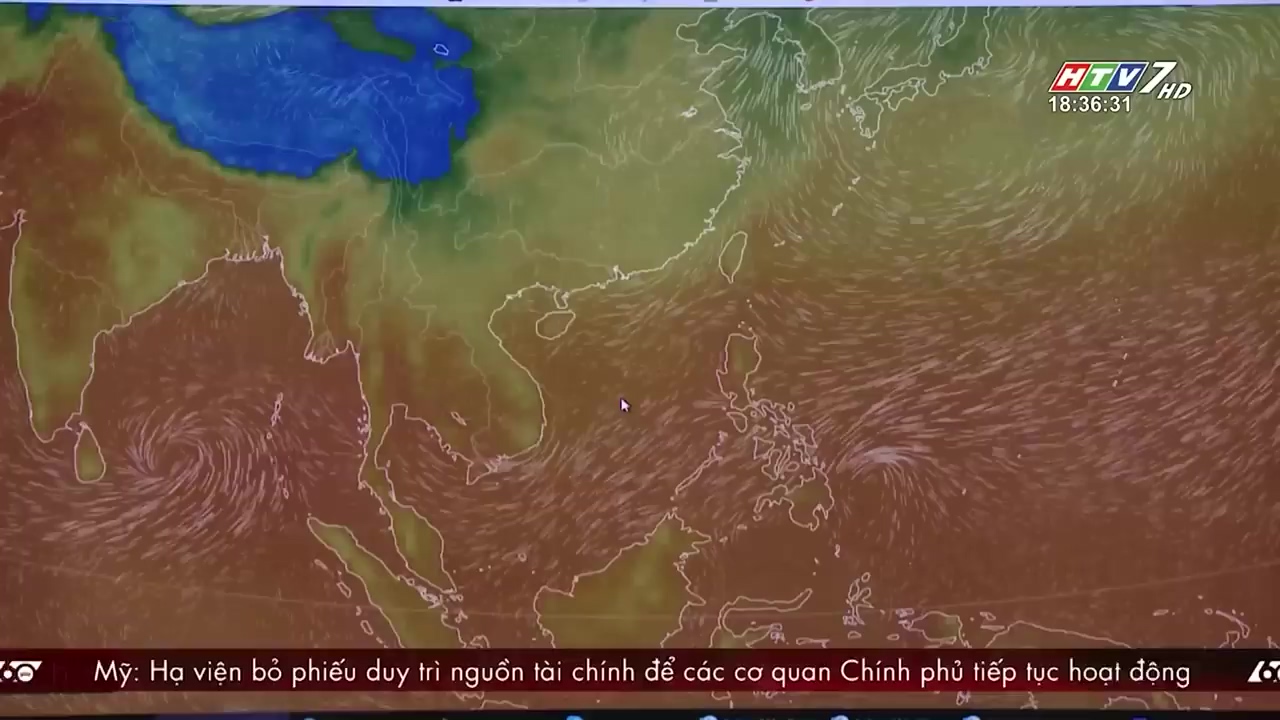 HTV7 HD
18:36:31
Mỹ: Hạ viện bỏ phiếu duy trì nguồn tài chính để các cơ quan Chính phủ tiếp tục hoạt động